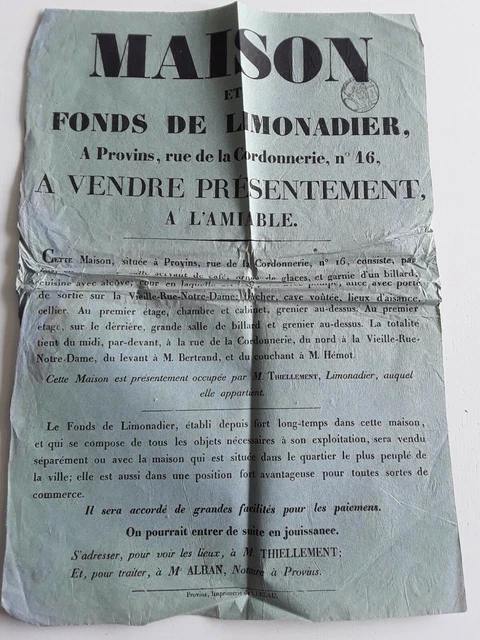 MAISON
ET
FONDS DE LIMONADIER,
A Provins, rue de la Cordonnerie, n° 16,
A VENDRE PRÉSENTEMENT,
A L'AMIABLE.
CETTE Maison, située à Provins, rue de la Cordonnerie, n° 16, consiste, par
servant de café, ornée de glaces, et garnie d'un billard,
cuisine avec alcôve, cour en laquelle allée avec porte
de sortie sur la Vieille-Rue-Notre-Dame; bûcher, cave voûtée, lieux d'aisance,
cellier. Au premier étage, chambre et cabinet, grenier au-dessus. Au premier
étage, sur le derrière, grande salle de billard et grenier au-dessus. La totalité
tient du midi, par-devant, à la rue de la Cordonnerie, du nord à la Vieille-Rue-
Notre-Dame, du levant à M. Bertrand, et du couchant à M. Hémot.
Cette Maison est présentement occupée par M. THIELLEMENT, Limonadier, auquel
elle appartient.
Le Fonds de Limonadier, établi depuis fort long-temps dans cette maison,
et qui se compose de tous les objets nécessaires à son exploitation, sera vendu
séparément ou avec la maison qui est située dans le quartier le plus peuplé de
la ville; elle est aussi dans une position fort avantageuse pour toutes sortes de
commerce.
Il sera accordé de grandes facilités pour les paiemens.
On pourrait entrer de suite en jouissance.
S'adresser, pour voir les lieux, à M. THIELLEMENT;
Et, pour traiter, à Me ALBAN, Notaire à Provins.
Provins, Imprimerie de